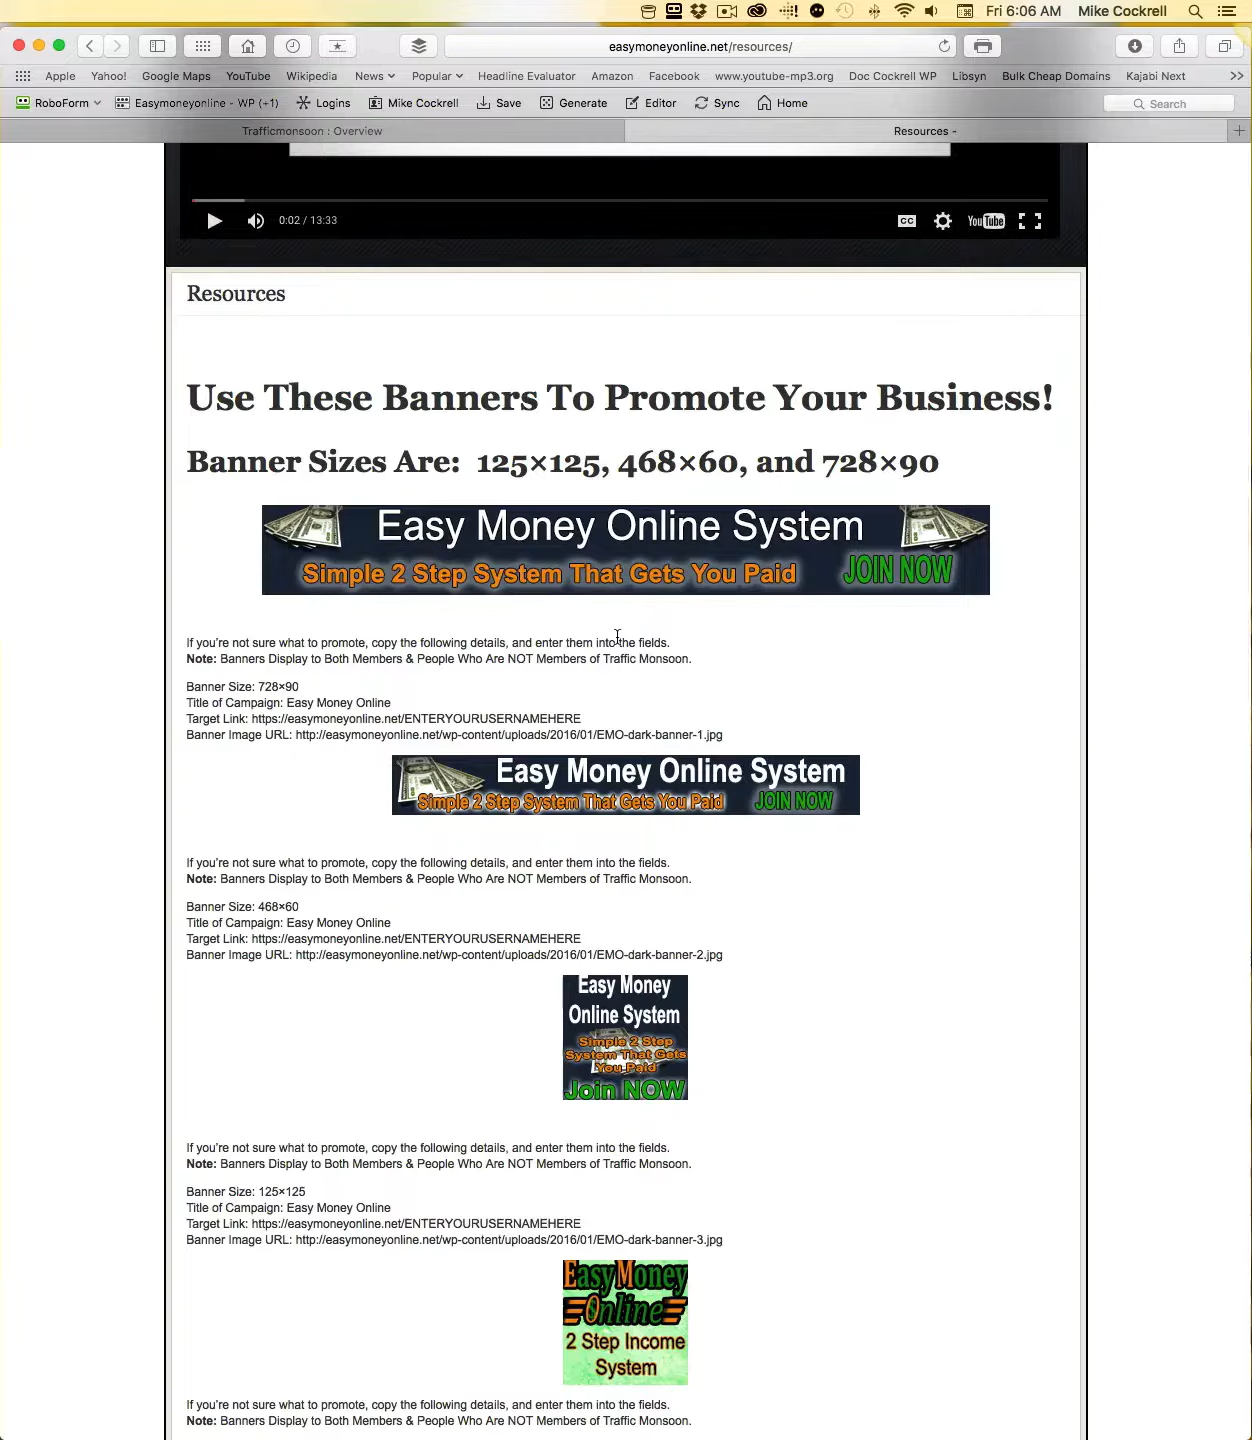 Fri 6:06 AM Mike Cockrell
easymoneyonline.net/resources/
Apple Yahoo! Google Maps YouTube Wikipedia News Popular Headline Evaluator Amazon Facebook www.youtube-mp3.org Doc Cockrell WP Libsyn Bulk Cheap Domains Kajabi Next >>
RoboForm Easymoneyonline - WP (+1) Logins Mike Cockrell Save Generate Editor Sync Home Search
Trafficmonsoon : Overview Resources -
0:02 / 13:33 CC YouTube
Resources
Use These Banners To Promote Your Business!
Banner Sizes Are: 125×125, 468×60, and 728×90
Easy Money Online System
Simple 2 Step System That Gets You Paid JOIN NOW
If you're not sure what to promote, copy the following details, and enter them into the fields.
Note: Banners Display to Both Members & People Who Are NOT Members of Traffic Monsoon.
Banner Size: 728×90
Title of Campaign: Easy Money Online
Target Link: https://easymoneyonline.net/ENTERYOURUSERNAMEHERE
Banner Image URL: http://easymoneyonline.net/wp-content/uploads/2016/01/EMO-dark-banner-1.jpg
Easy Money Online System
Simple 2 Step System That Gets You Paid JOIN NOW
If you're not sure what to promote, copy the following details, and enter them into the fields.
Note: Banners Display to Both Members & People Who Are NOT Members of Traffic Monsoon.
Banner Size: 468×60
Title of Campaign: Easy Money Online
Target Link: https://easymoneyonline.net/ENTERYOURUSERNAMEHERE
Banner Image URL: http://easymoneyonline.net/wp-content/uploads/2016/01/EMO-dark-banner-2.jpg
Easy Money
Online System
Simple 2 Step
System That Gets
You Paid
Join NOW
If you're not sure what to promote, copy the following details, and enter them into the fields.
Note: Banners Display to Both Members & People Who Are NOT Members of Traffic Monsoon.
Banner Size: 125×125
Title of Campaign: Easy Money Online
Target Link: https://easymoneyonline.net/ENTERYOURUSERNAMEHERE
Banner Image URL: http://easymoneyonline.net/wp-content/uploads/2016/01/EMO-dark-banner-3.jpg
EasyMoney
Online
2 Step Income
System
If you're not sure what to promote, copy the following details, and enter them into the fields.
Note: Banners Display to Both Members & People Who Are NOT Members of Traffic Monsoon.